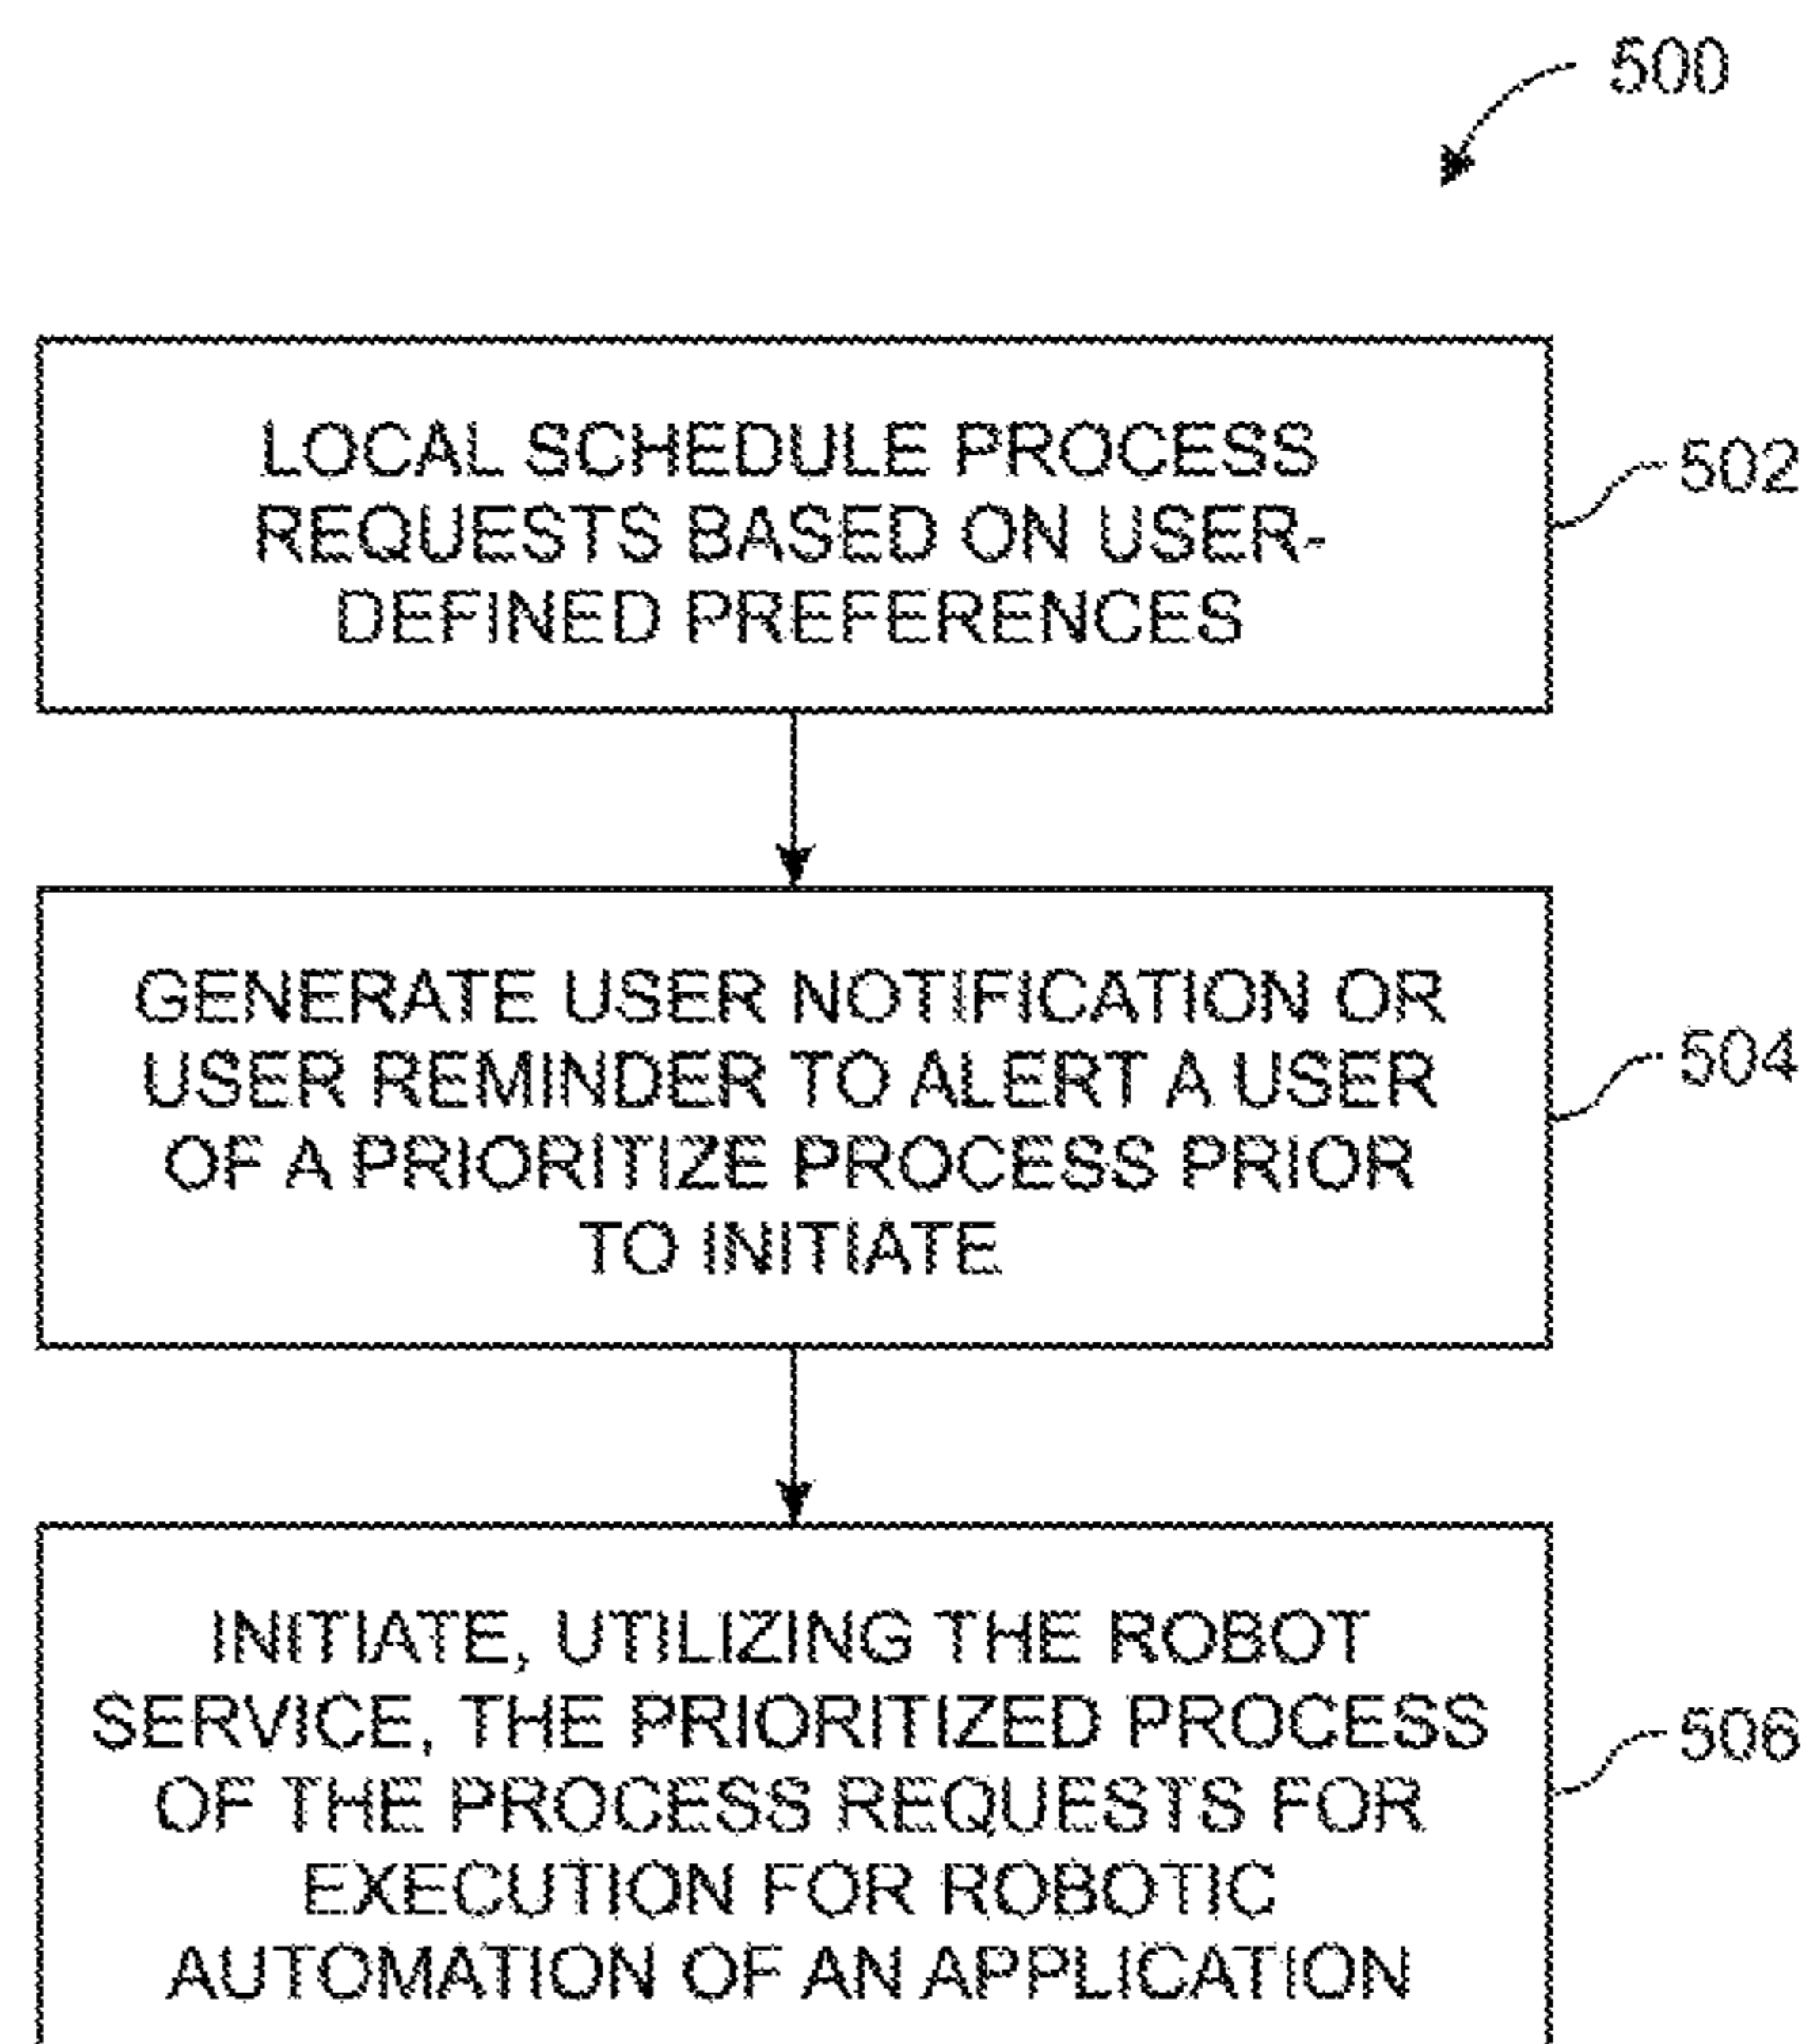 500
LOCAL SCHEDULE PROCESS
REQUESTS BASED ON USER-
DEFINED PREFERENCES
502
GENERATE USER NOTIFICATION OR
USER REMINDER TO ALERT A USER
OF A PRIORITIZE PROCESS PRIOR
TO INITIATE
504
INITIATE, UTILIZING THE ROBOT
SERVICE, THE PRIORITIZED PROCESS
OF THE PROCESS REQUESTS FOR
EXECUTION FOR ROBOTIC
AUTOMATION OF AN APPLICATION
506